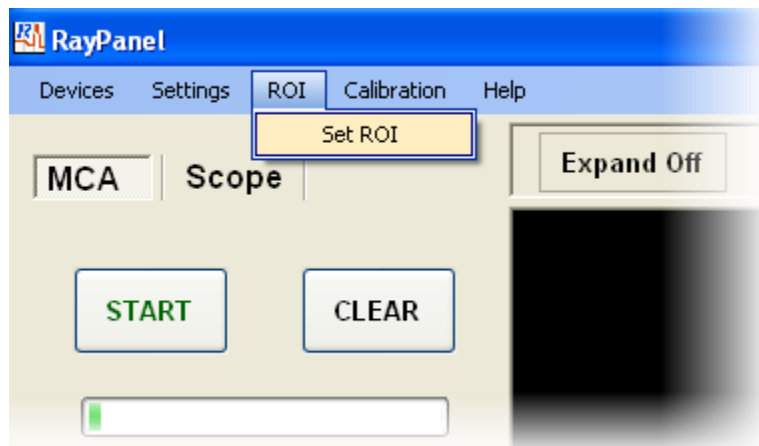 RayPanel
Devices Settings ROI Calibration Help
Set ROI
MCA Scope
Expand Off
START CLEAR